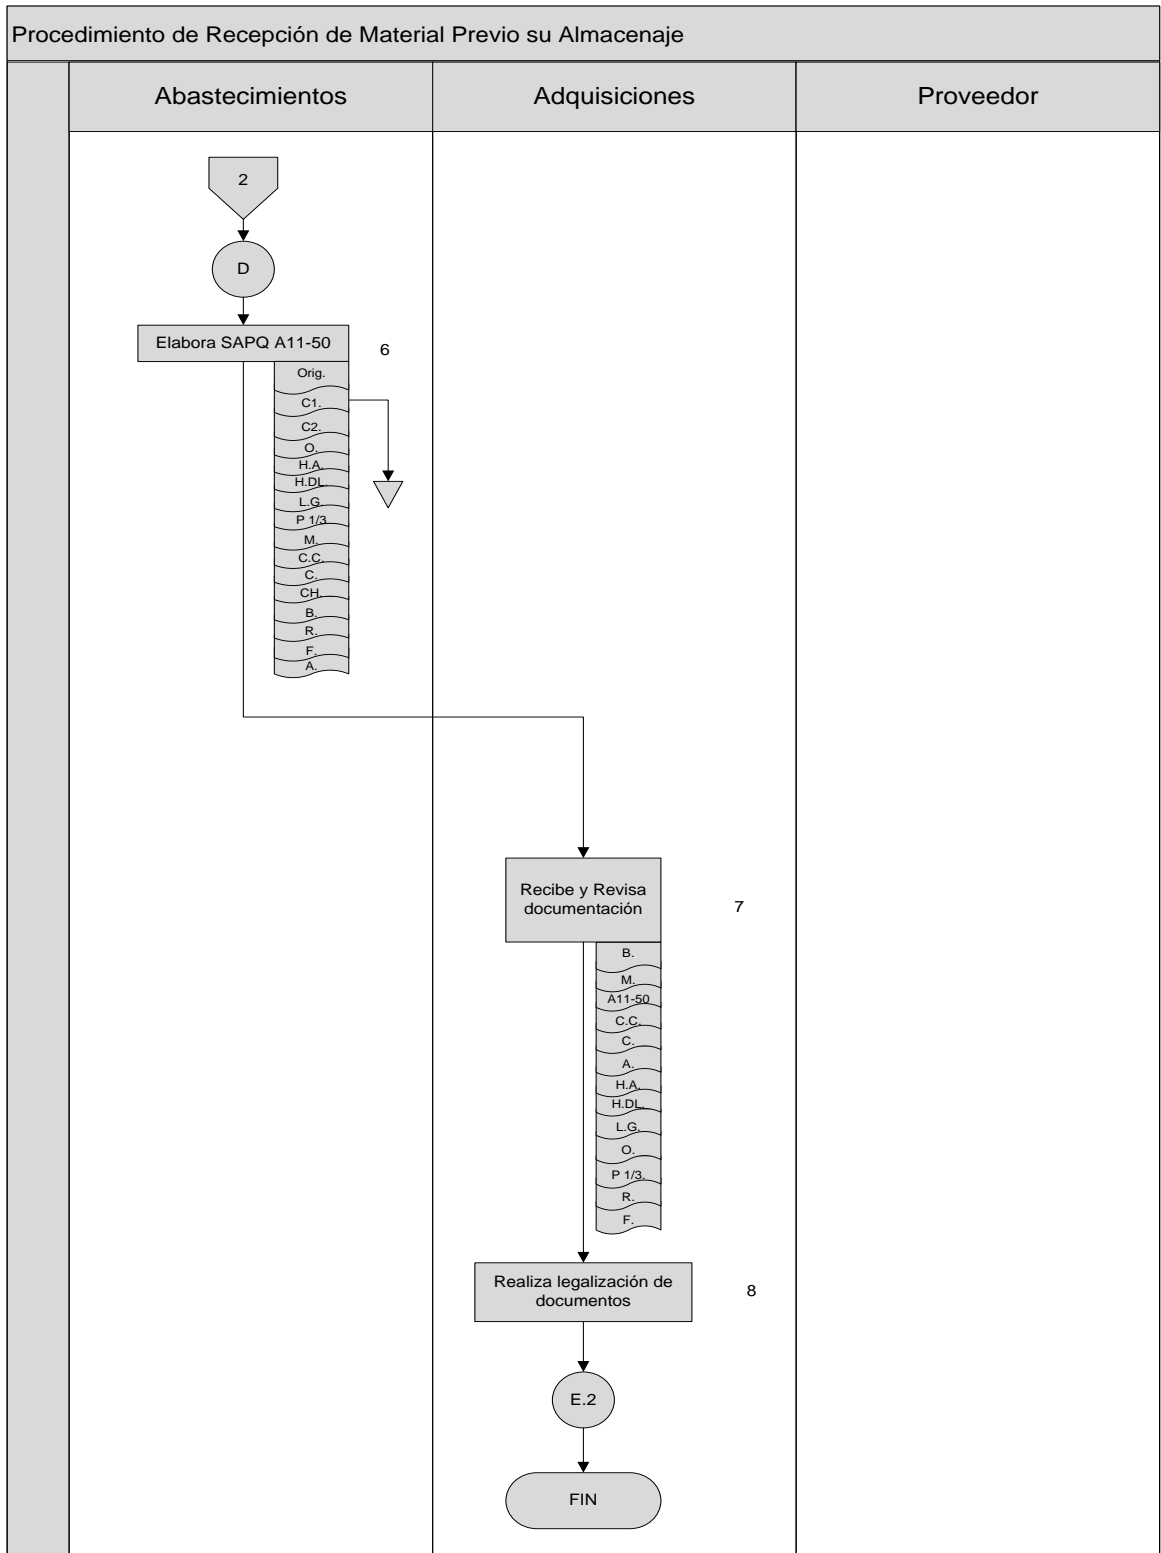 Procedimiento de Recepción de Material Previo su Almacenaje
Abastecimientos
Adquisiciones
Proveedor
2
D
Elabora SAPQ A11-50
6
Orig.
C1.
C2.
O.
H.A.
H.DL.
L.G.
P 1/3
M.
C.C.
C.
CH.
B.
R.
F.
A.
Recibe y Revisa
documentación
7
B.
M.
A11-50
C.C.
C.
A.
H.A.
H.DL.
L.G.
O.
P 1/3.
R.
F.
Realiza legalización de
documentos
8
E.2
FIN